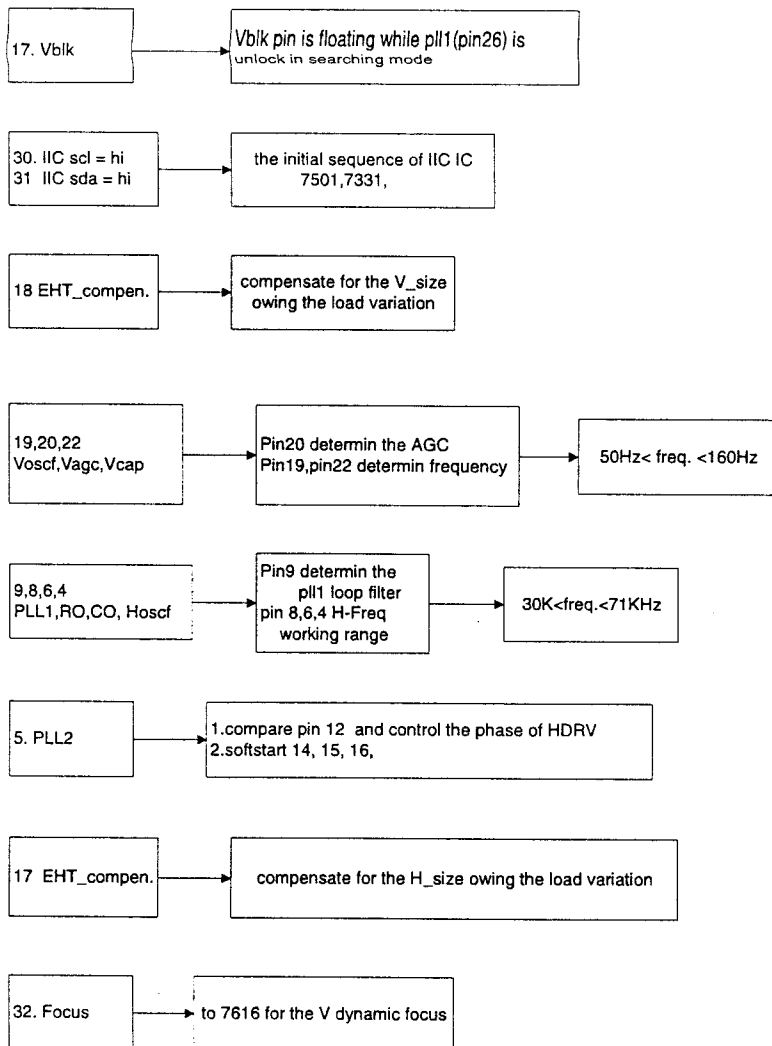 17. Vblk
Vblk pin is floating while pll1(pin26) is
unlock in searching mode
30. IIC scl = hi
31 IIC sda = hi
the initial sequence of IIC IC
7501,7331,
18 EHT_compen.
compensate for the V_size
owing the load variation
19,20,22
Voscf,Vagc,Vcap
Pin20 determin the AGC
Pin19,pin22 determin frequency
50Hz< freq. <160Hz
9,8,6,4
PLL1,RO,CO, Hoscf
Pin9 determin the
pll1 loop filter
pin 8,6,4 H-Freq
working range
30K<freq.<71KHz
5. PLL2
1.compare pin 12 and control the phase of HDRV
2.softstart 14, 15, 16,
17 EHT_compen.
compensate for the H_size owing the load variation
32. Focus
to 7616 for the V dynamic focus